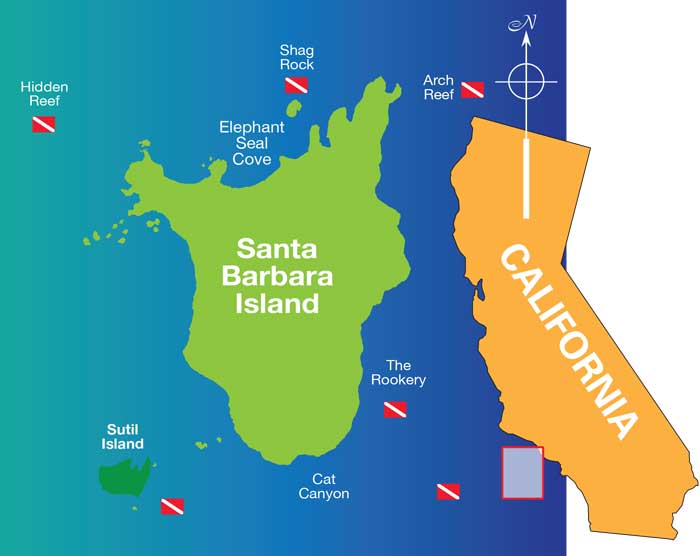 N
Shag
Rock
Arch
Reef
Hidden
Reef
Elephant
Seal
Cove
Santa
Barbara
Island
CALIFORNIA
The
Rookery
Sutil
Island
Cat
Canyon